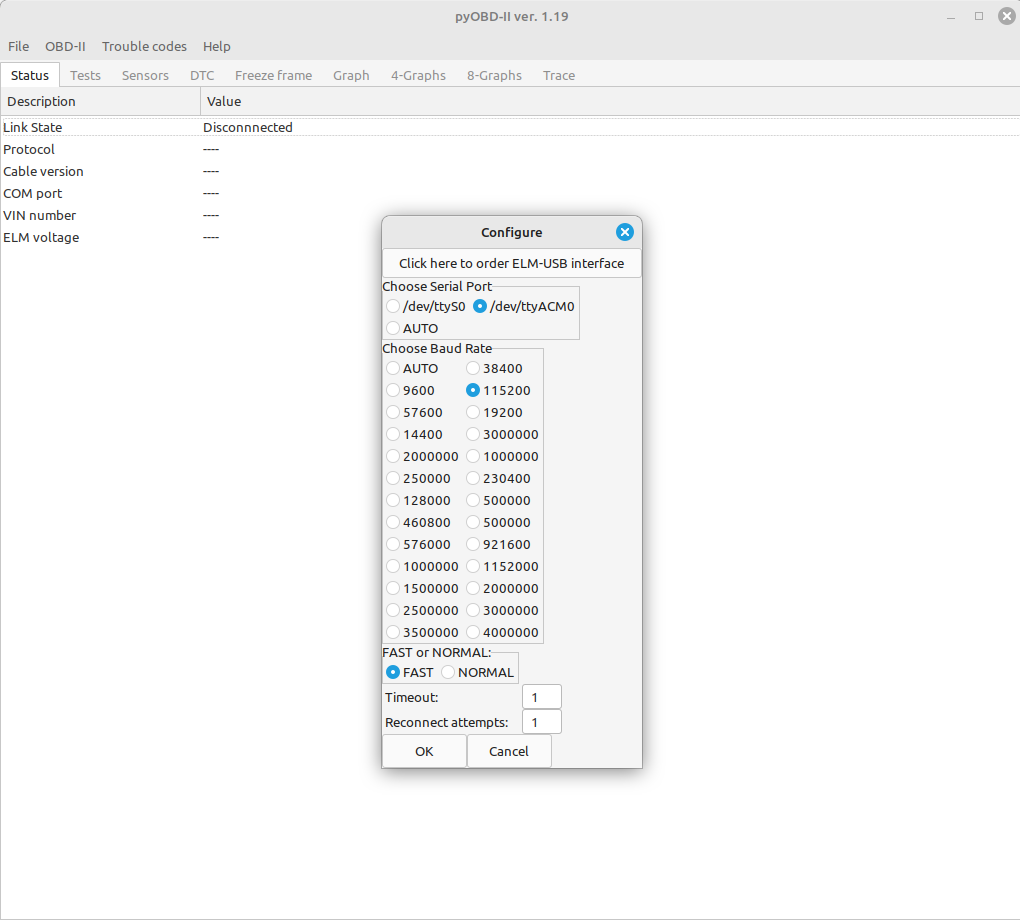 pyOBD-II ver. 1.19
File OBD-II Trouble codes Help
Status Tests Sensors DTC Freeze frame Graph 4-Graphs 8-Graphs Trace
Description Value
Link State Disconnnected
Protocol ----
Cable version ----
COM port ----
VIN number ----
ELM voltage ----
Configure
Click here to order ELM-USB interface
Choose Serial Port
/dev/ttyS0 /dev/ttyACM0
AUTO
Choose Baud Rate
AUTO 38400
9600 115200
57600 19200
14400 3000000
2000000 1000000
250000 230400
128000 500000
460800 500000
576000 921600
1000000 1152000
1500000 2000000
2500000 3000000
3500000 4000000
FAST or NORMAL:
FAST NORMAL
Timeout: 1
Reconnect attempts: 1
OK Cancel